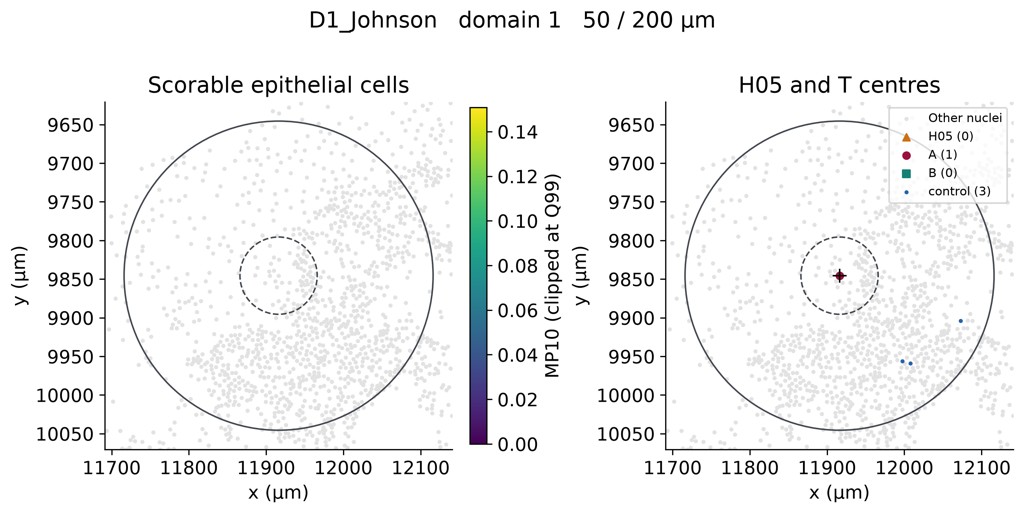 D1_Johnson domain 1 50 / 200 µm
Scorable epithelial cells
9650
9700
9750
9800
9850
9900
9950
10000
10050
y (µm)
11700 11800 11900 12000 12100
x (µm)
0.14
0.12
0.10
0.08
0.06
0.04
0.02
0.00
MP10 (clipped at Q99)
H05 and T centres
Other nuclei
H05 (0)
A (1)
B (0)
control (3)
9650
9700
9750
9800
9850
9900
9950
10000
10050
y (µm)
11700 11800 11900 12000 12100
x (µm)